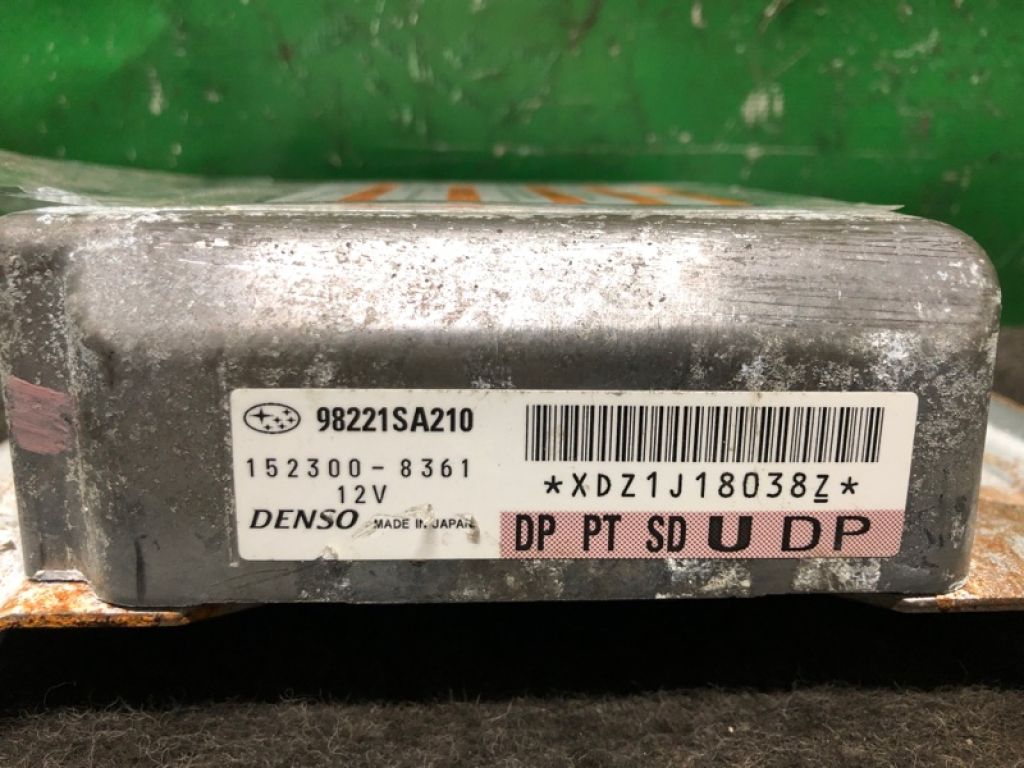 98221SA210
152300-8361
12V
DENSO MADE IN JAPAN
*XDZ1J18038Z*
DP PT SD U DP